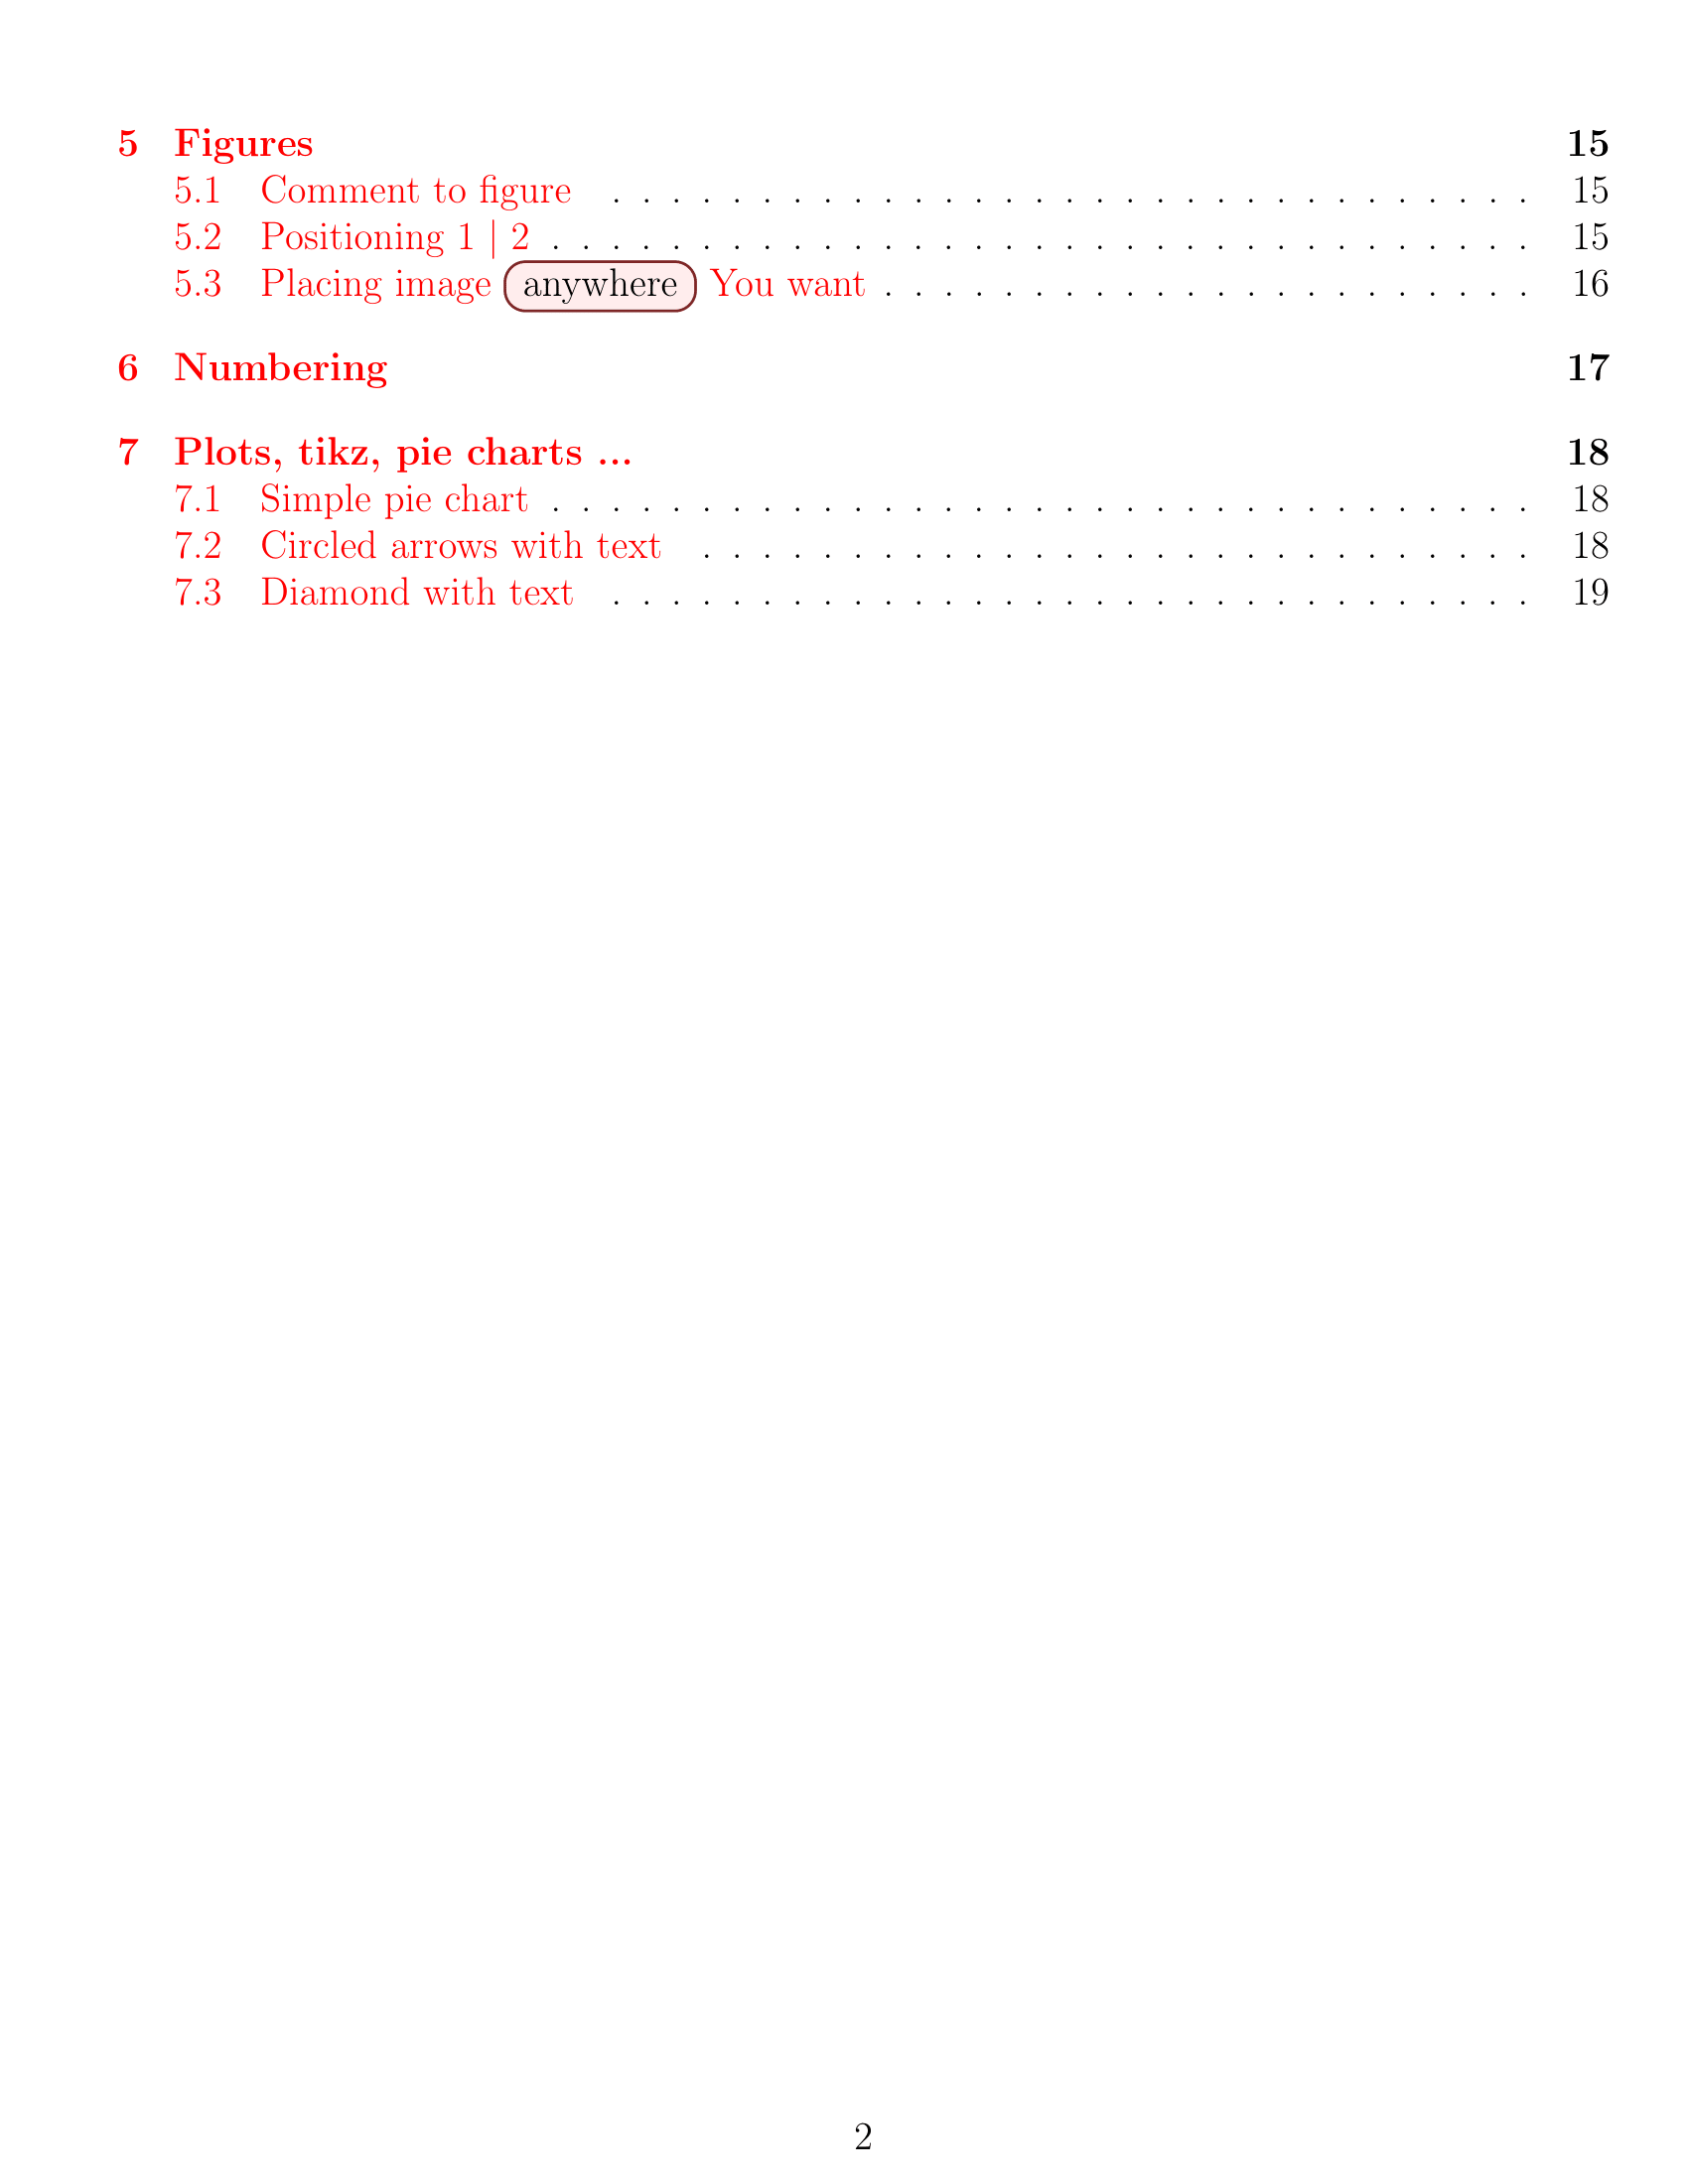 5 Figures 15
5.1 Comment to figure . . . . . . . . . . . . . . . . . . . . . . . . . . . . . . . 15
5.2 Positioning 1 | 2 . . . . . . . . . . . . . . . . . . . . . . . . . . . . . . . . . 15
5.3 Placing image anywhere You want . . . . . . . . . . . . . . . . . . . . . . 16
6 Numbering 17
7 Plots, tikz, pie charts ... 18
7.1 Simple pie chart . . . . . . . . . . . . . . . . . . . . . . . . . . . . . . . . . 18
7.2 Circled arrows with text . . . . . . . . . . . . . . . . . . . . . . . . . . . . 18
7.3 Diamond with text . . . . . . . . . . . . . . . . . . . . . . . . . . . . . . . 19
2